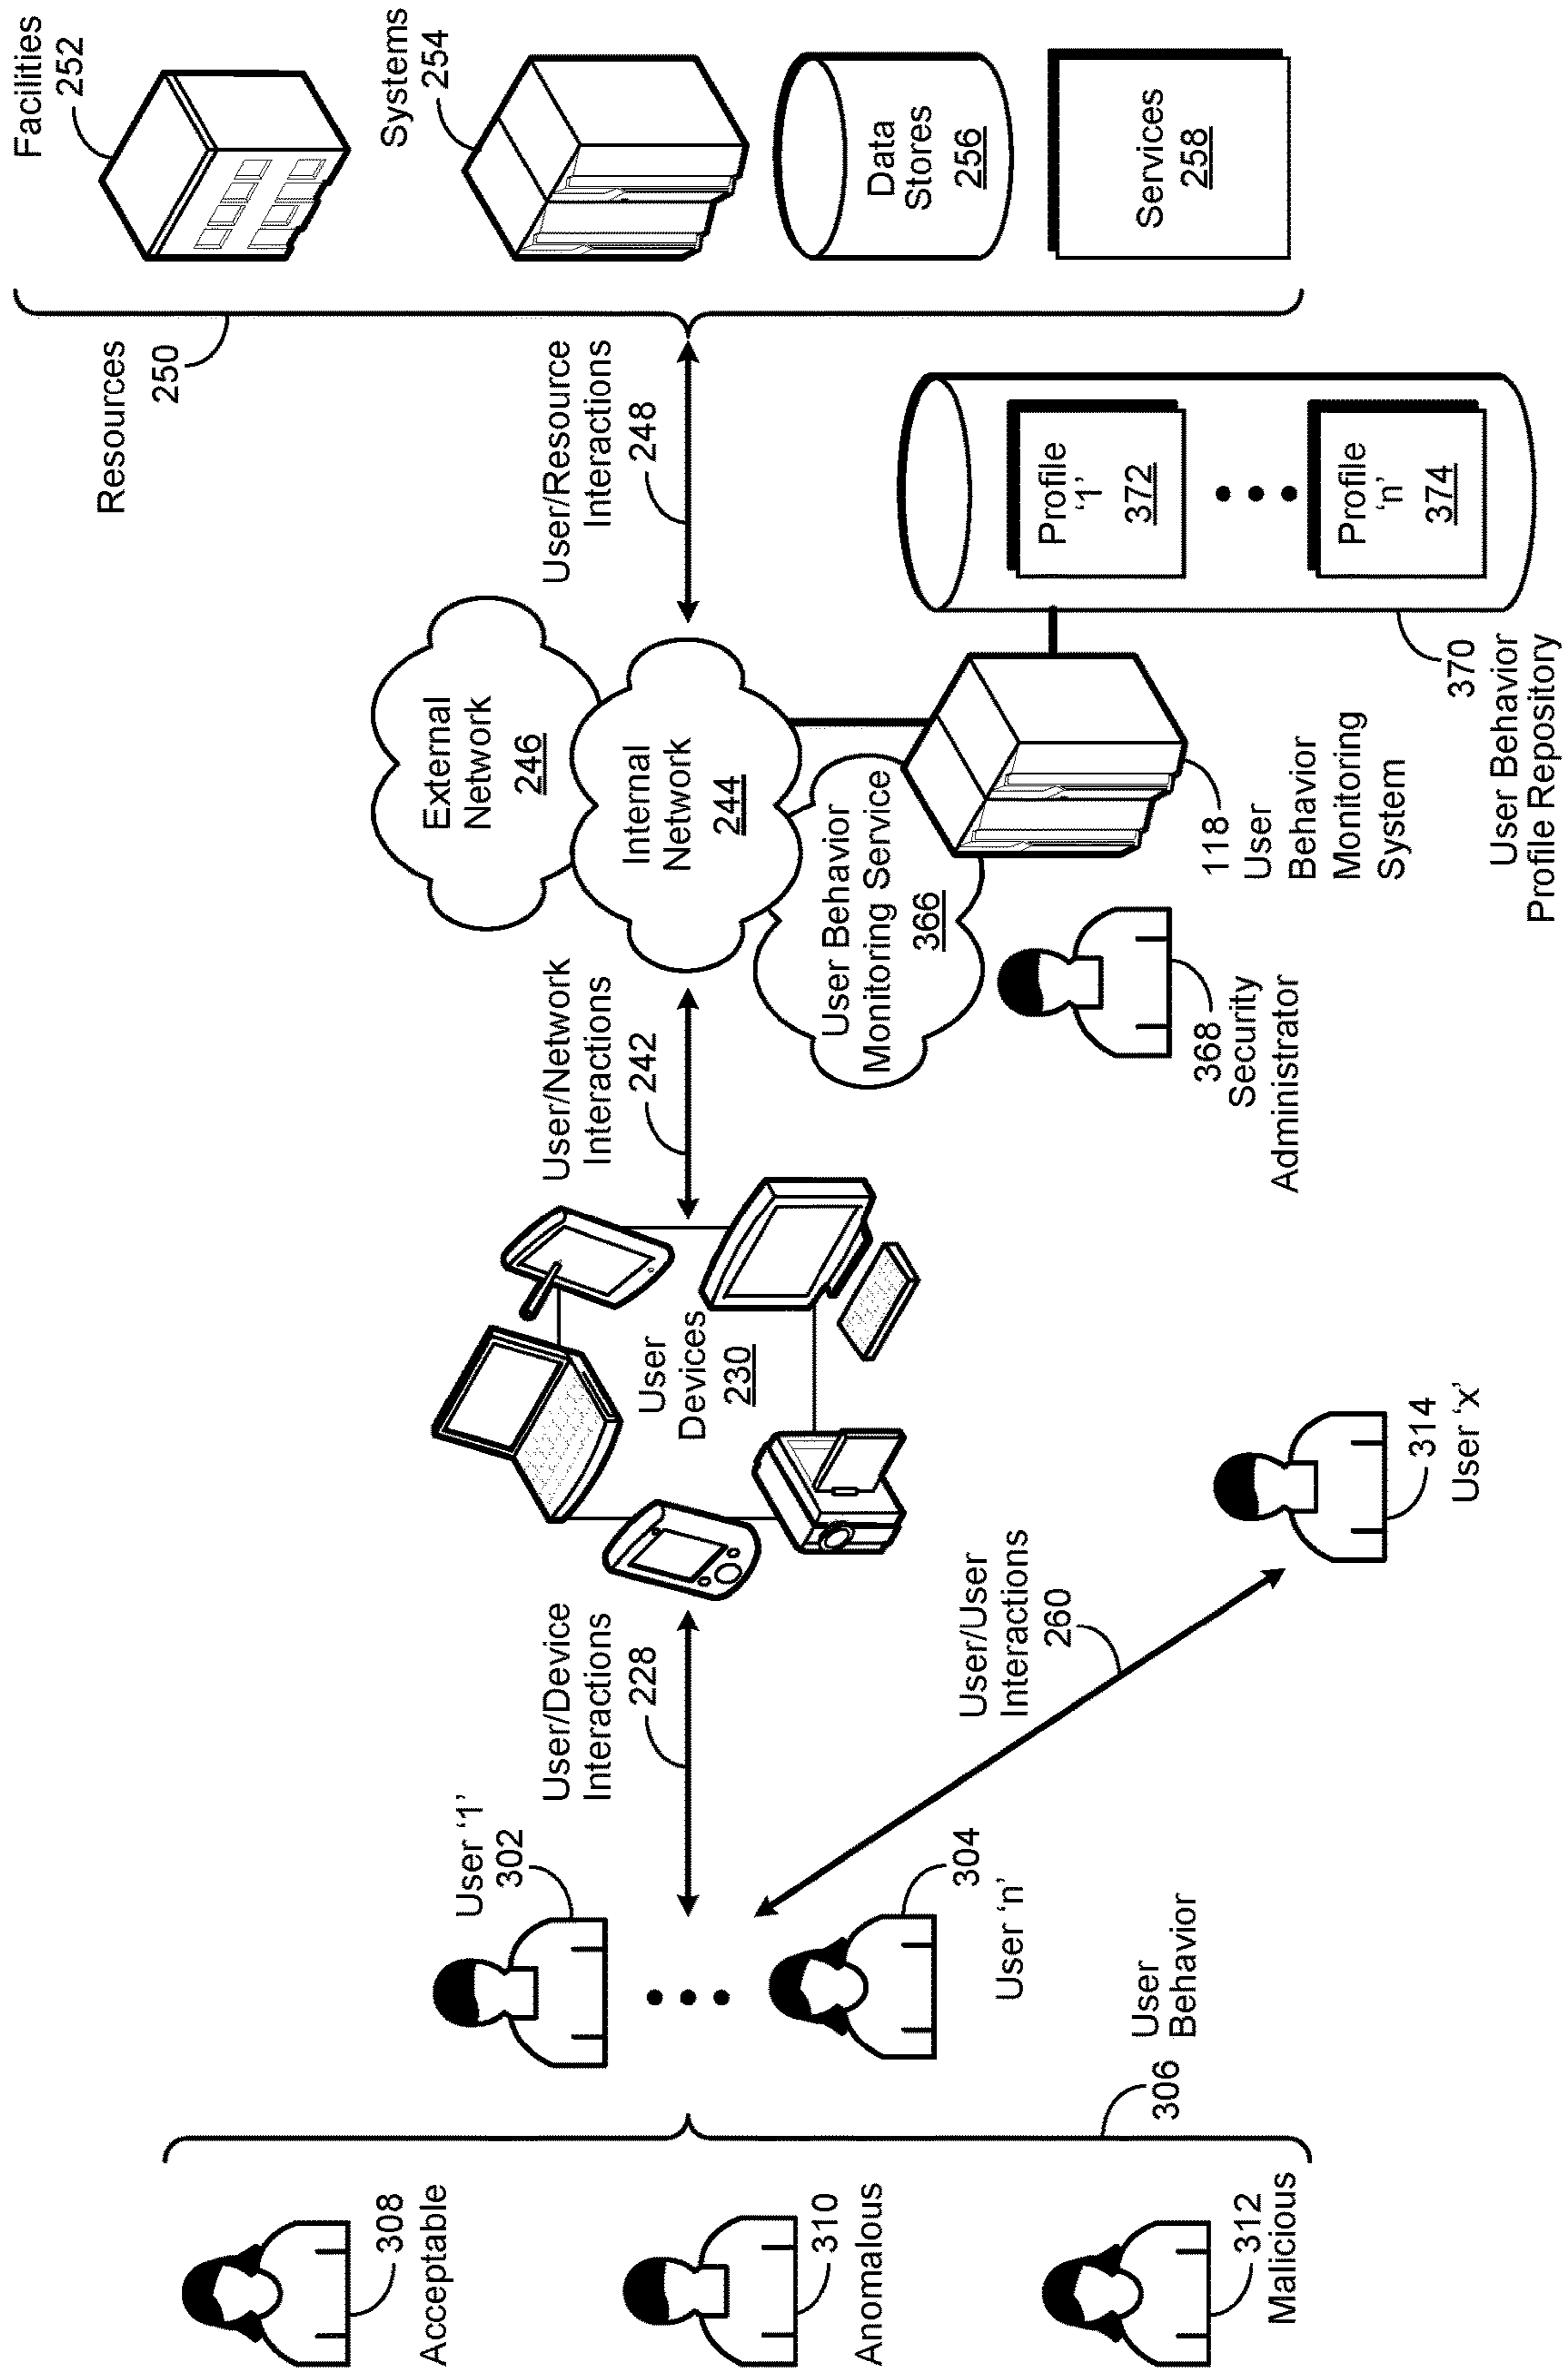 308
Acceptable
310
Anomalous
312
Malicious
306
User
Behavior
User ‘1’
302
304
User ‘n’
User/Device
Interactions
228
User/User
Interactions
260
314
User ‘x’
User
Devices
230
User/Network
Interactions
242
External
Network
246
Internal
Network
244
User Behavior
Monitoring Service
366
368
Security
Administrator
118
User
Behavior
Monitoring
System
User/Resource
Interactions
248
370
User Behavior
Profile Repository
Profile
‘1’
372
Profile
‘n’
374
Resources
250
Facilities
252
Systems
254
Data
Stores
256
Services
258